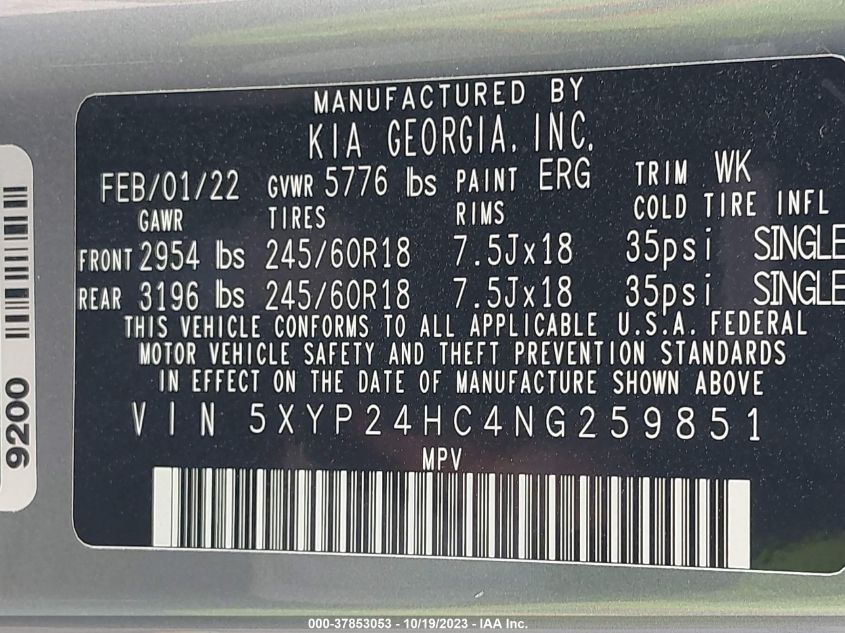 MANUFACTURED BY
KIA GEORGIA, INC.
FEB/01/22 GVWR 5776 lbs PAINT ERG TRIM WK
GAWR TIRES RIMS COLD TIRE INFL
FRONT 2954 lbs 245/60R18 7.5Jx18 35psi SINGLE
REAR 3196 lbs 245/60R18 7.5Jx18 35psi SINGLE
THIS VEHICLE CONFORMS TO ALL APPLICABLE U.S.A. FEDERAL
MOTOR VEHICLE SAFETY AND THEFT PREVENTION STANDARDS
IN EFFECT ON THE DATE OF MANUFACTURE SHOWN ABOVE
VIN 5XYP24HC4NG259851
MPV
9200
000-37853053 - 10/19/2023 - IAA Inc.